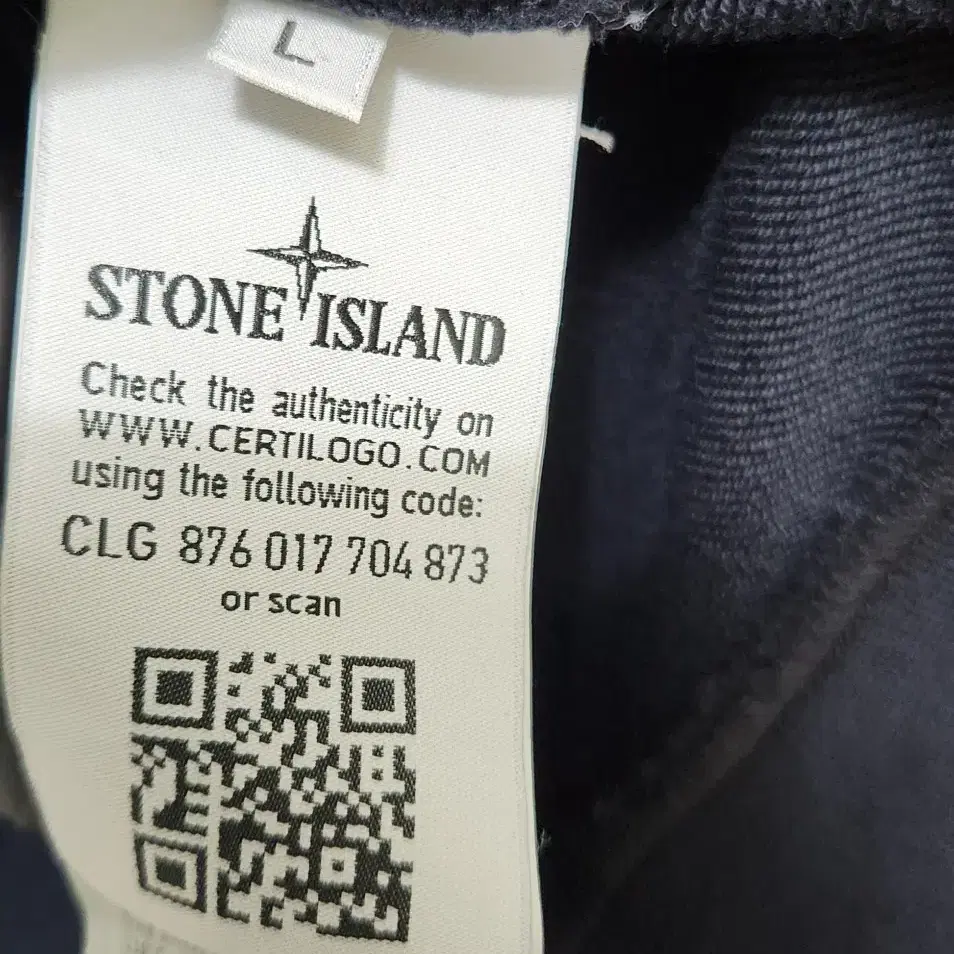 L
STONE ISLAND
Check the authenticity on
WWW.CERTILOGO.COM
using the following code:
CLG 876 017 704 873
or scan